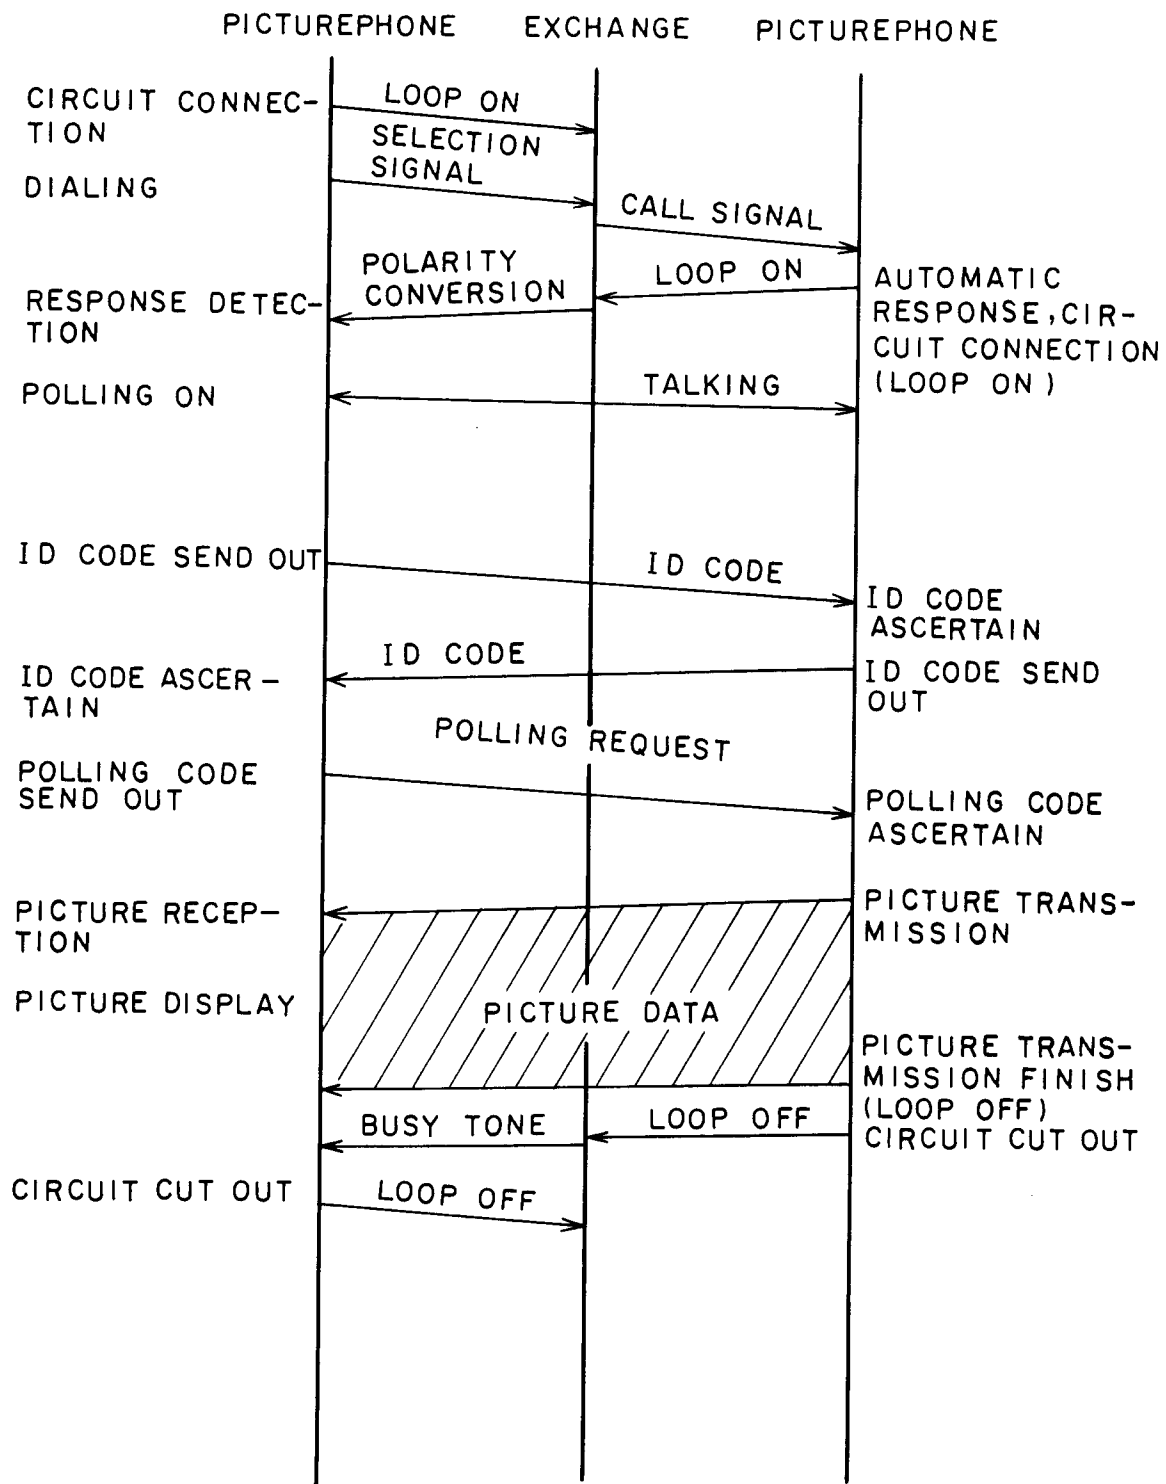 PICTUREPHONE EXCHANGE PICTUREPHONE
CIRCUIT CONNEC-
TION
LOOP ON
SELECTION
SIGNAL
DIALING
CALL SIGNAL
LOOP ON
POLARITY
CONVERSION
AUTOMATIC
RESPONSE, CIR-
CUIT CONNECTION
(LOOP ON)
RESPONSE DETEC-
TION
POLLING ON
TALKING
ID CODE SEND OUT
ID CODE
ID CODE
ASCERTAIN
ID CODE
ID CODE SEND
OUT
ID CODE ASCER-
TAIN
POLLING REQUEST
POLLING CODE
SEND OUT
POLLING CODE
ASCERTAIN
PICTURE RECEP-
TION
PICTURE TRANS-
MISSION
PICTURE DISPLAY
PICTURE DATA
PICTURE TRANS-
MISSION FINISH
(LOOP OFF)
CIRCUIT CUT OUT
BUSY TONE
LOOP OFF
CIRCUIT CUT OUT
LOOP OFF